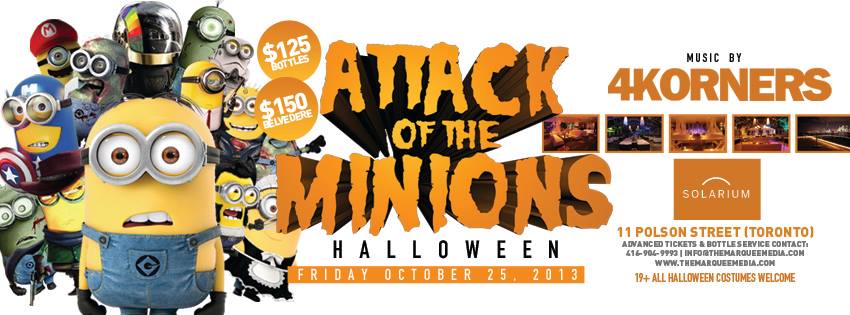 $125
BOTTLES
$150
BELVEDERE
ATTACK
OF THE
MINIONS
HALLOWEEN
FRIDAY OCTOBER 25, 2013
MUSIC BY
4KORNERS
SOLARIUM
11 POLSON STREET (TORONTO)
ADVANCED TICKETS & BOTTLE SERVICE CONTACT:
416-904-9993 | INFO@THEMARQUEEMEDIA.COM
WWW.THEMARQUEEMEDIA.COM
19+ ALL HALLOWEEN COSTUMES WELCOME